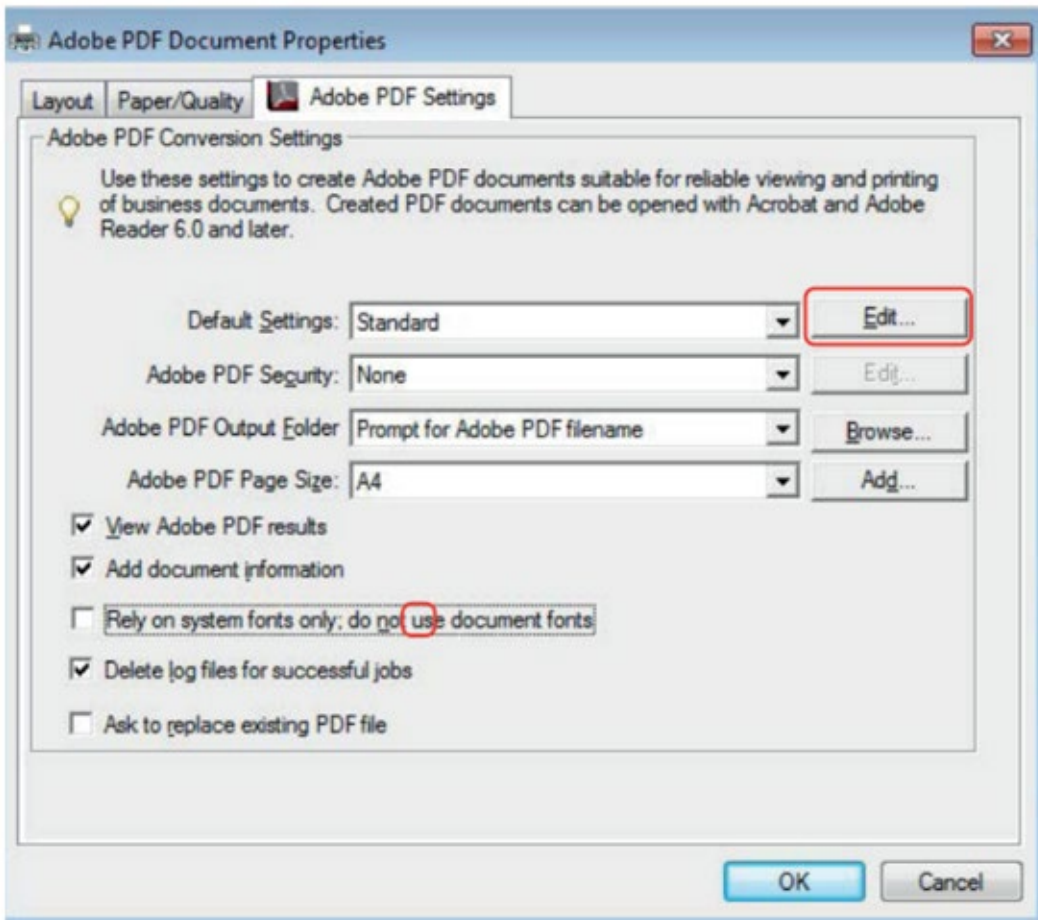 Adobe PDF Document Properties
Layout Paper/Quality Adobe PDF Settings
Adobe PDF Conversion Settings
Use these settings to create Adobe PDF documents suitable for reliable viewing and printing
of business documents. Created PDF documents can be opened with Acrobat and Adobe
Reader 6.0 and later.
Default Settings: Standard Edit...
Adobe PDF Security: None Edit...
Adobe PDF Output Folder Prompt for Adobe PDF filename Browse...
Adobe PDF Page Size: A4 Add...
View Adobe PDF results
Add document information
Rely on system fonts only; do not use document fonts
Delete log files for successful jobs
Ask to replace existing PDF file
OK Cancel